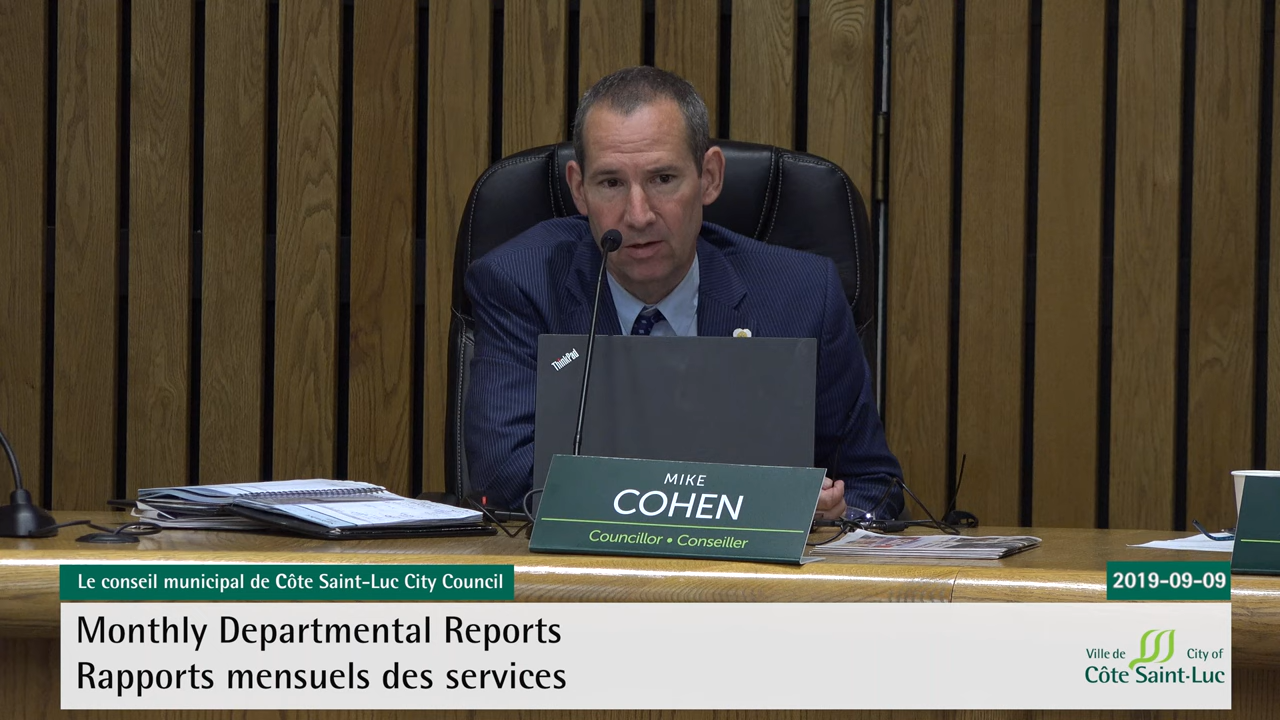 ThinkPad
MIKE
COHEN
Councillor • Conseiller
Le conseil municipal de Côte Saint-Luc City Council
2019-09-09
Monthly Departmental Reports
Rapports mensuels des services
Ville de City of
Côte Saint-Luc